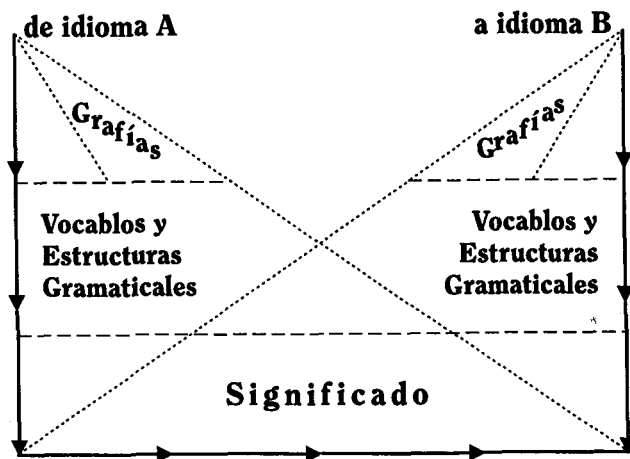 de idioma A
a idioma B
Grafías
Grafías
Vocablos y
Estructuras
Gramaticales
Vocablos y
Estructuras
Gramaticales
Significado